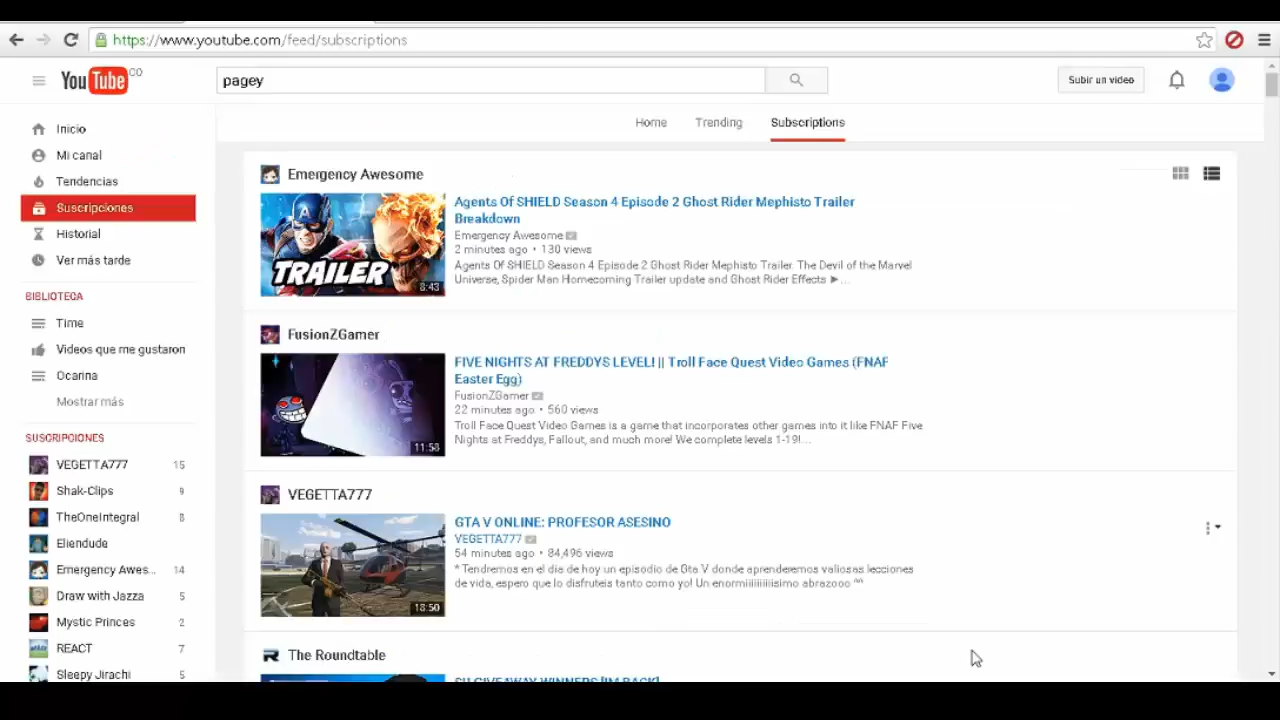 https://www.youtube.com/feed/subscriptions
YouTube CO
pagey
Subir un video
Inicio
Mi canal
Tendencias
Suscripciones
Historial
Ver más tarde
BIBLIOTECA
Time
Videos que me gustaron
Ocarina
Mostrar más
SUSCRIPCIONES
VEGETTA777 15
Shak-Clips 9
TheOneIntegral 8
Eliendude
Emergency Awes... 14
Draw with Jazza 5
Mystic Princes 2
REACT 7
Sleepy Jirachi 5
Home Trending Subscriptions
Emergency Awesome
TRAILER
8:43
Agents Of SHIELD Season 4 Episode 2 Ghost Rider Mephisto Trailer
Breakdown
Emergency Awesome
2 minutes ago • 130 views
Agents Of SHIELD Season 4 Episode 2 Ghost Rider Mephisto Trailer. The Devil of the Marvel
Universe, Spider Man Homecoming Trailer update and Ghost Rider Effects ►...
FusionZGamer
11:58
FIVE NIGHTS AT FREDDYS LEVEL! || Troll Face Quest Video Games (FNAF
Easter Egg)
FusionZGamer
22 minutes ago • 560 views
Troll Face Quest Video Games is a game that incorporates other games into it like FNAF Five
Nights at Freddys, Fallout, and much more! We complete levels 1-19!...
VEGETTA777
18:50
GTA V ONLINE: PROFESOR ASESINO
VEGETTA777
54 minutes ago • 84,496 views
* Tendremos en el dia de hoy un episodio de Gta V donde aprenderemos valiosas lecciones
de vida, espero que lo disfruteis tanto como yo! Un enormiiiiiiiisimo abrazooo ^^
The Roundtable
SU GIVEAWAY WINNERS [IM BACK]